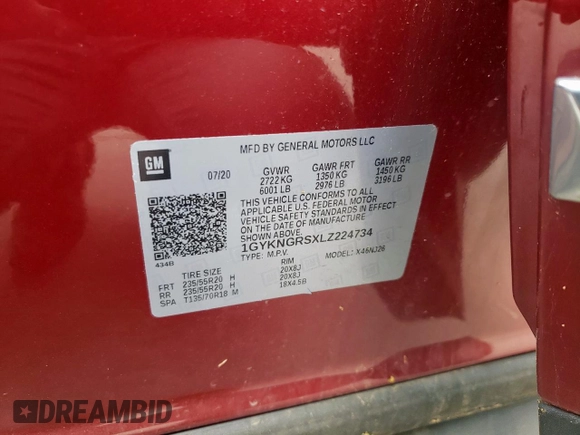 MFD BY GENERAL MOTORS LLC
GM
07/20
GVWR GAWR FRT GAWR RR
2722 KG 1350 KG 1450 KG
6001 LB 2976 LB 3196 LB
THIS VEHICLE CONFORMS TO ALL
APPLICABLE U.S. FEDERAL MOTOR
VEHICLE SAFETY STANDARDS IN EFFECT
ON THE DATE OF MANUFACTURE
SHOWN ABOVE.
1GYKNGRSXLZ224734
TYPE: M.P.V. MODEL: X46NJ26
434B
TIRE SIZE RIM
FRT 235/55R20 H 20X8J
RR 235/55R20 H 20X8J
SPA T135/70R18 M 18X4.5B
DREAMBID